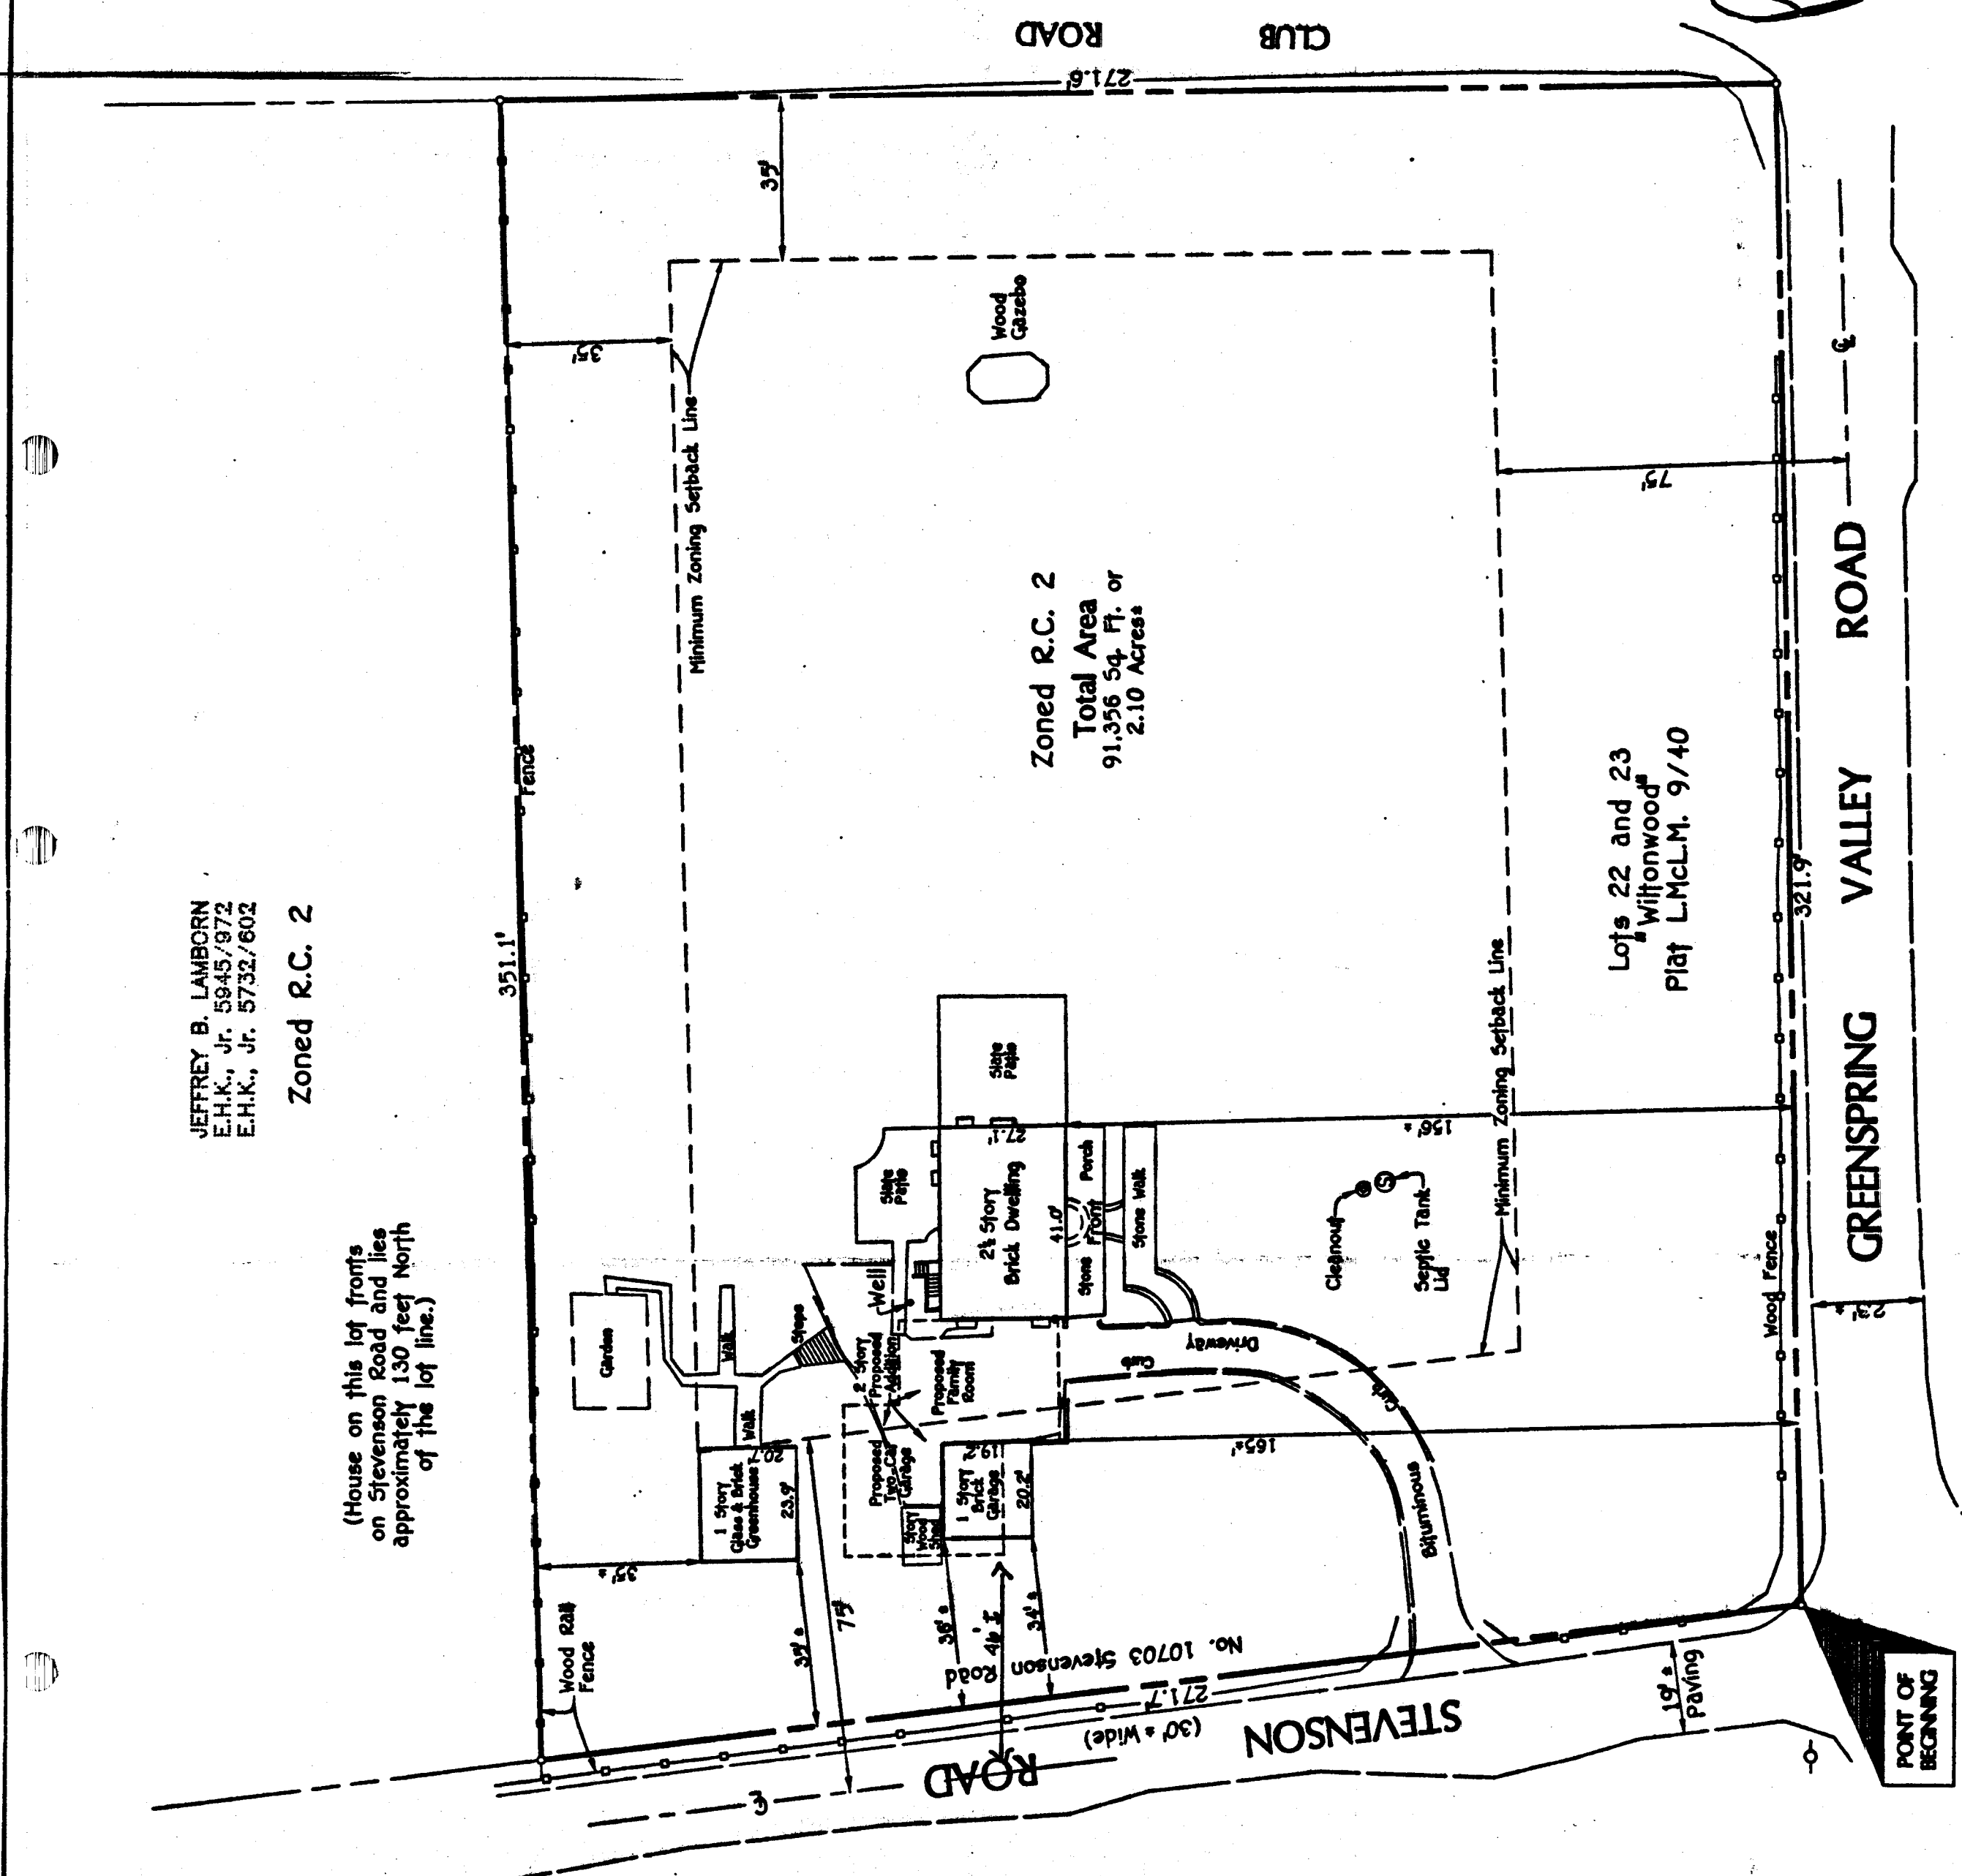 CLUB ROAD
271.6'
35'
35'
Minimum Zoning Setback Line
Wood
Gazebo
JEFFREY B. LAMBORN
E.H.K., Jr. 5945/972
E.H.K., Jr. 5732/602
Zoned R.C. 2
(House on this lot fronts
on Stevenson Road and lies
approximately 130 feet North
of the lot line.)
351.1'
Fence
Zoned R.C. 2
Total Area
91,356 Sq. Ft. or
2.10 Acres±
75'
Lots 22 and 23
"Wiltonwood"
Plat L.McL.M. 9/40
321.9'
GREENSPRING VALLEY ROAD
℄
Slate
Patio
Slate
Patio
27.1'
2½ Story
Brick Dwelling
41.0'
Stone Front Porch
Stone Walk
156'±
Minimum Zoning Setback Line
Cleanout
S
Septic Tank
Lid
Wood Fence
23'±
Garden
Walk
Steps
Walk
Well
2 Story
Proposed
Addition
Proposed
Family
Room
Driveway
Curb
Curb
Bituminous
165±'
1 Story
Glass & Brick
Greenhouse
20.7
23.9'
Proposed
Two-Car
Garage
Story
Wood
Shed
1 Story
Brick
Garage
19.2'
20.2'
35'±
Wood Rail
Fence
39'±
75'
36'±
46'±
34'±
No. 10703 Stevenson
Road
271.7'
(30'± Wide)
STEVENSON ROAD
℄
19'±
Paving
POINT OF
BEGINNING